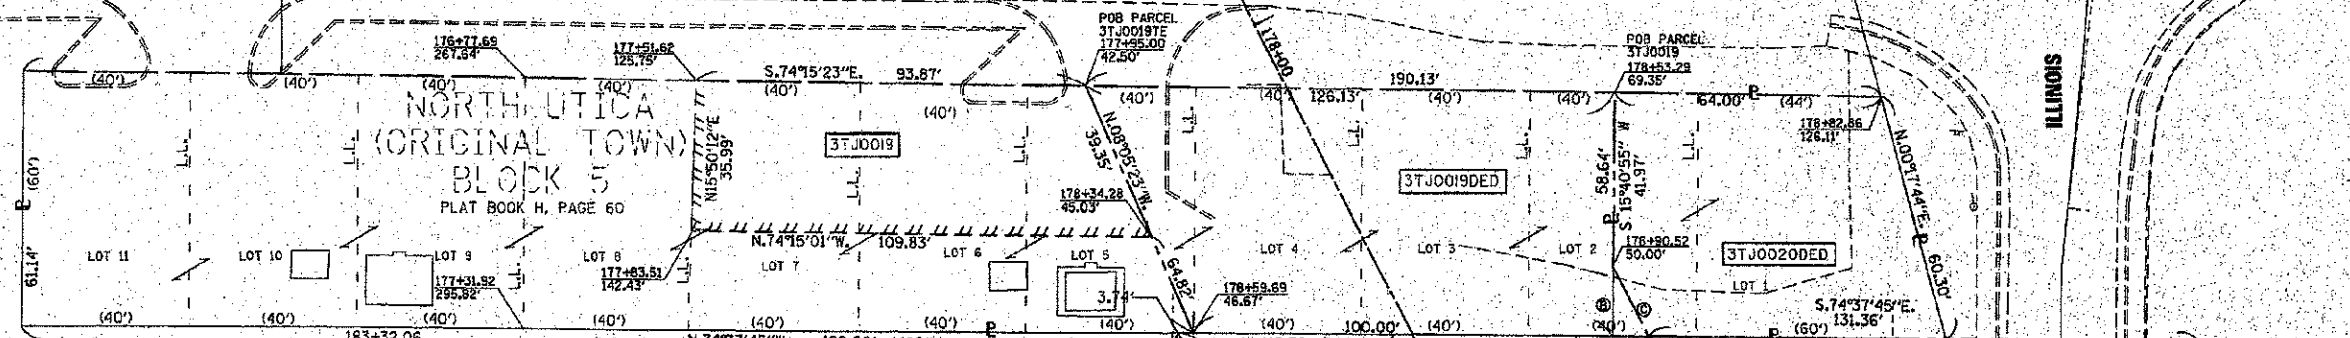 POB PARCEL
3TJ0019TE
177+95.00
42.50'
178+00
POB PARCEL
3TJ0019
178+53.29
69.35'
176+77.69
267.64'
177+51.62
125.75'
S.74°15'23"E. 93.87'
190.13'
126.13'
64.00' P (44')
(40')
(40')
(40')
(40')
(40')
(40')
(40')
(40')
(40')
(40')
NORTH UTICA
(ORIGINAL TOWN)
BLOCK 5
PLAT BOOK H, PAGE 60
3TJ0019
3TJ0019DED
3TJ0020DED
ILLINOIS
178+82.86
126.11'
N15°50'12"E
35.99'
N.08°05'23"W.
39.35'
58.64'
S. 15°40'55" W
41.97'
N.00°17'44"E.
P 60.30'
L.L.
L.L.
L.L.
L.L.
L.L.
L.L.
L.L.
L.L.
L.L.
P (60')
61.14'
178+34.28
45.03'
N.74°15'01"W. 109.83'
LOT 11
LOT 10
LOT 9
LOT 8
LOT 7
LOT 6
LOT 5
LOT 4
LOT 3
LOT 2
LOT 1
178+90.52
50.00'
177+31.92
295.82'
177+83.51
142.43'
L.L.
L.L.
64.82'
3.74'
178+59.69
46.67'
B
C
S.74°37'45"E.
131.36'
(40')
(40')
(40')
(40')
(40')
(40')
(40')
(40')
100.00'
(40')
(40')
(60')
P
P
183+32.06